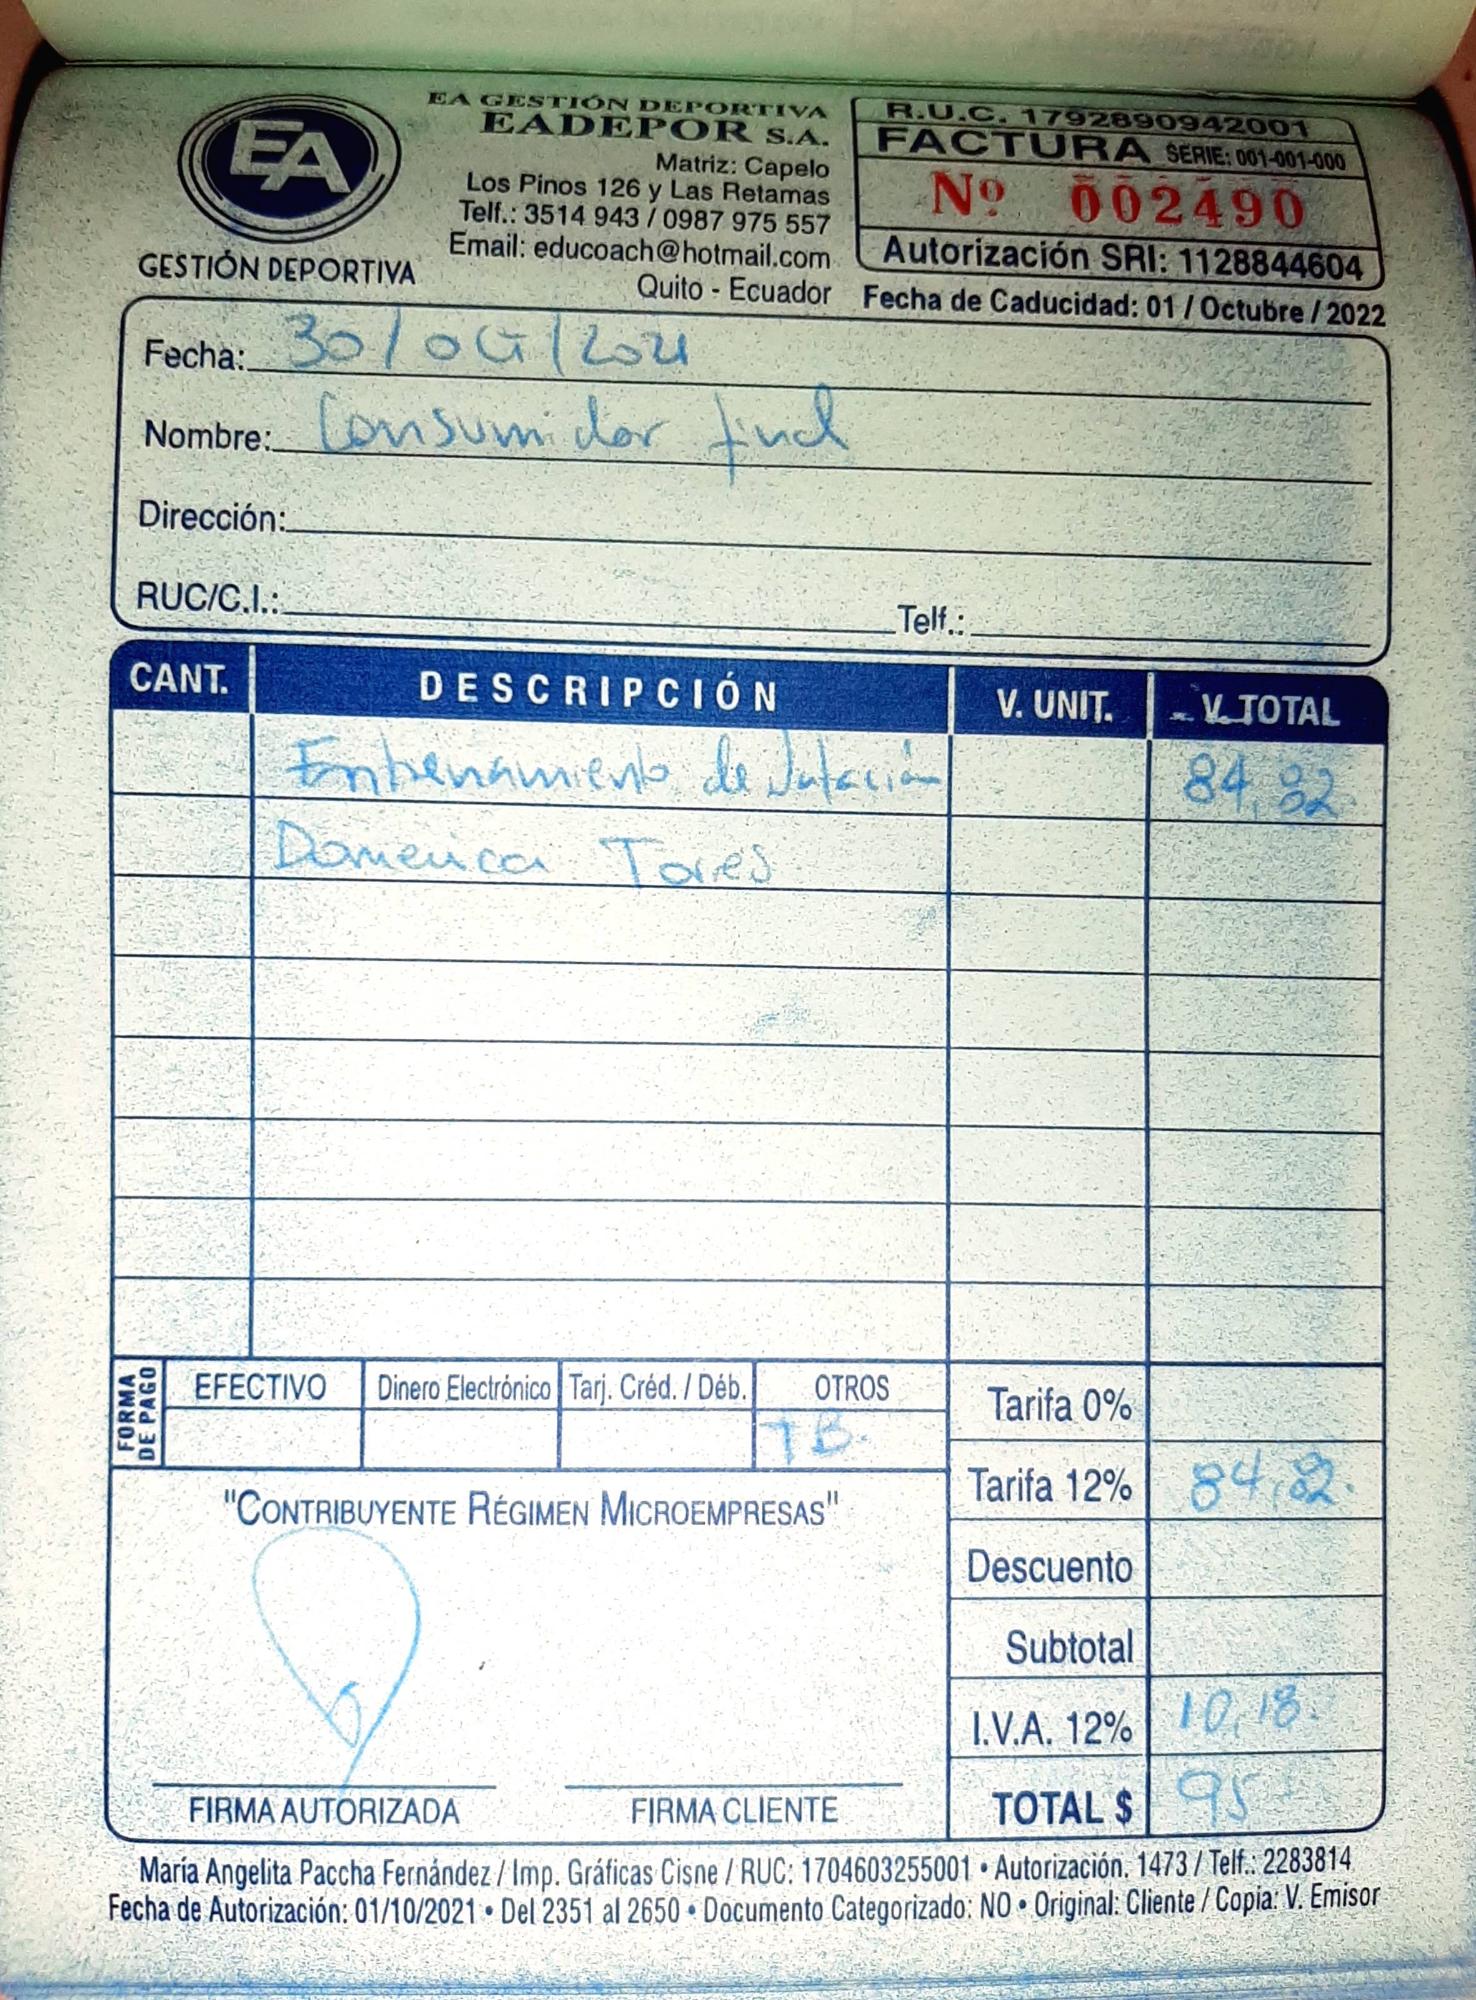 EA
GESTIÓN DEPORTIVA
EA GESTIÓN DEPORTIVA
EADEPOR S.A.
Matriz: Capelo
Los Pinos 126 y Las Retamas
Telf.: 3514 943 / 0987 975 557
Email: educoach@hotmail.com
Quito - Ecuador
R.U.C. 1792890942001
FACTURA SERIE: 001-001-000
Nº 002490
Autorización SRI: 1128844604
Fecha de Caducidad: 01 / Octubre / 2022
Fecha: 30/oct/2021
Nombre: Consumidor final
Dirección:
RUC/C.I.: Telf.:
CANT. DESCRIPCIÓN V. UNIT. V. TOTAL
Entrenamiento de Natación 84,82
Domenica Torres
FORMA DE PAGO
EFECTIVO Dinero Electrónico Tarj. Créd. / Déb. OTROS
TB.
Tarifa 0%
Tarifa 12% 84,82.
Descuento
Subtotal
I.V.A. 12% 10,18.
TOTAL $ 95
"CONTRIBUYENTE RÉGIMEN MICROEMPRESAS"
FIRMA AUTORIZADA FIRMA CLIENTE
María Angelita Paccha Fernández / Imp. Gráficas Cisne / RUC: 1704603255001 • Autorización. 1473 / Telf.: 2283814
Fecha de Autorización: 01/10/2021 • Del 2351 al 2650 • Documento Categorizado: NO • Original: Cliente / Copia: V. Emisor